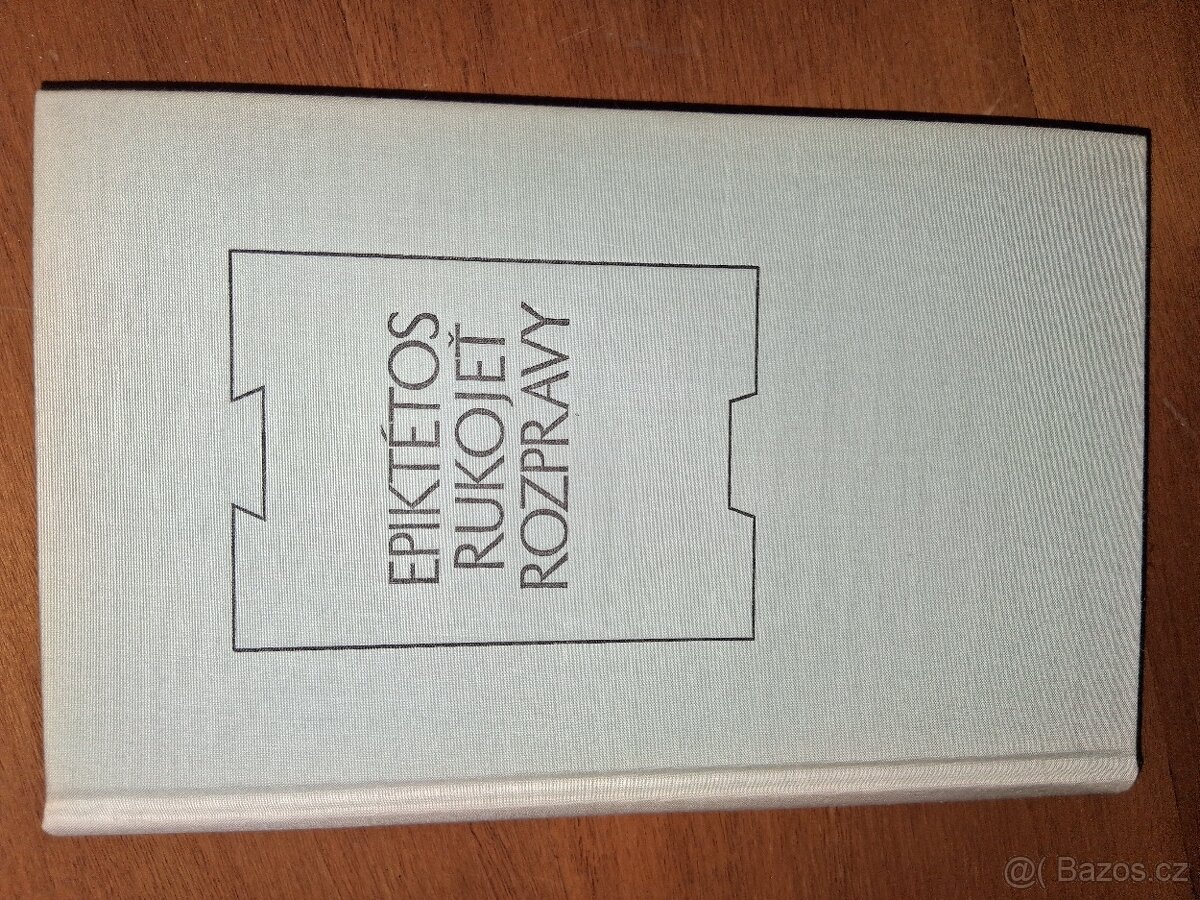 EPIKTÉTOS
RUKOJEŤ
ROZPRAVY
@( Bazos.cz